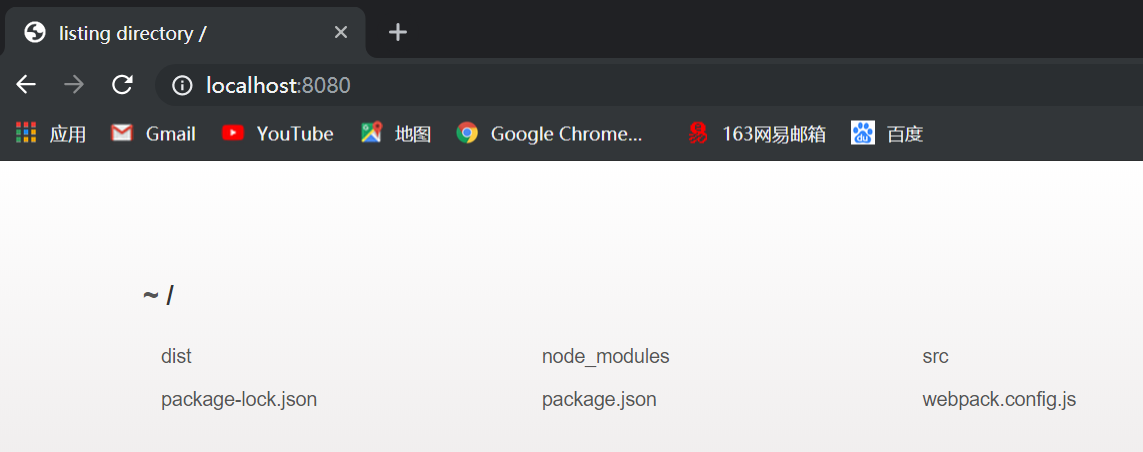 listing directory /
localhost:8080
应用 Gmail YouTube 地图 Google Chrome... 163网易邮箱 百度
~ /
dist node_modules src
package-lock.json package.json webpack.config.js